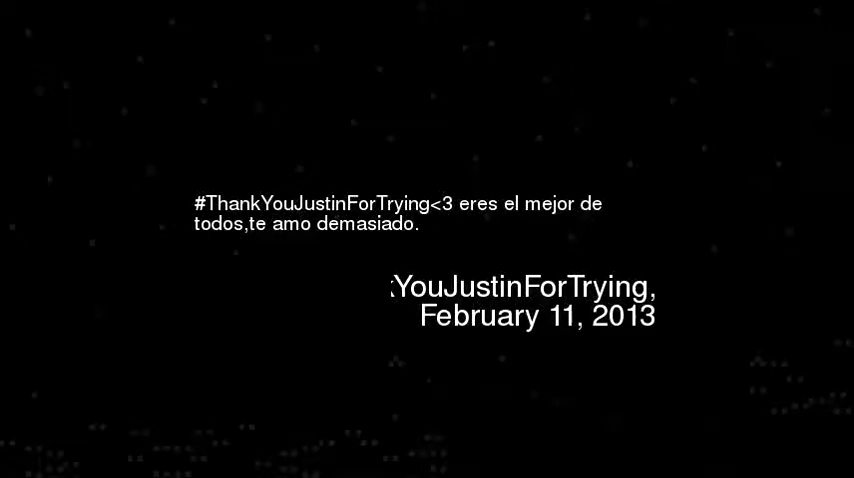 #ThankYouJustinForTrying<3 eres el mejor de
todos,te amo demasiado.
YouJustinForTrying,
February 11, 2013